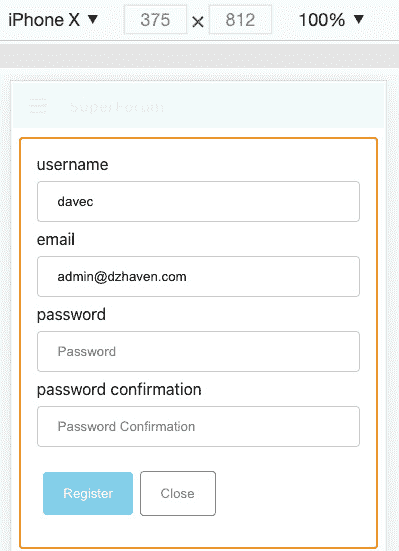 iPhone X ▼ 375 × 812 100% ▼
SuperForum
username
davec
email
admin@dzhaven.com
password
Password
password confirmation
Password Confirmation
Register Close